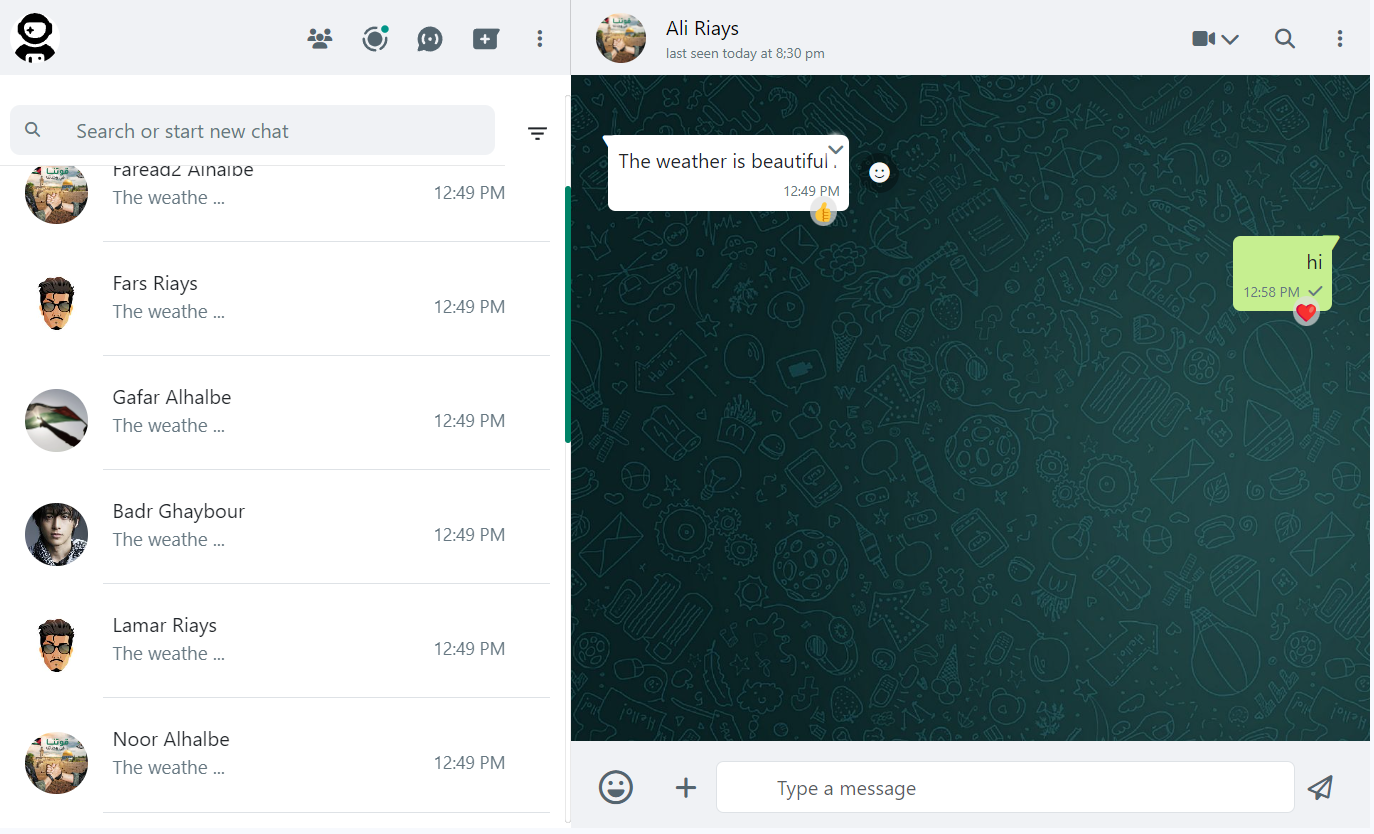 Ali Riays
last seen today at 8;30 pm
Search or start new chat
Faread2 Alhalbe
The weathe ...
12:49 PM
Fars Riays
The weathe ...
12:49 PM
Gafar Alhalbe
The weathe ...
12:49 PM
Badr Ghaybour
The weathe ...
12:49 PM
Lamar Riays
The weathe ...
12:49 PM
Noor Alhalbe
The weathe ...
12:49 PM
The weather is beautiful .
12:49 PM
hi
12:58 PM
Hello!
Type a message